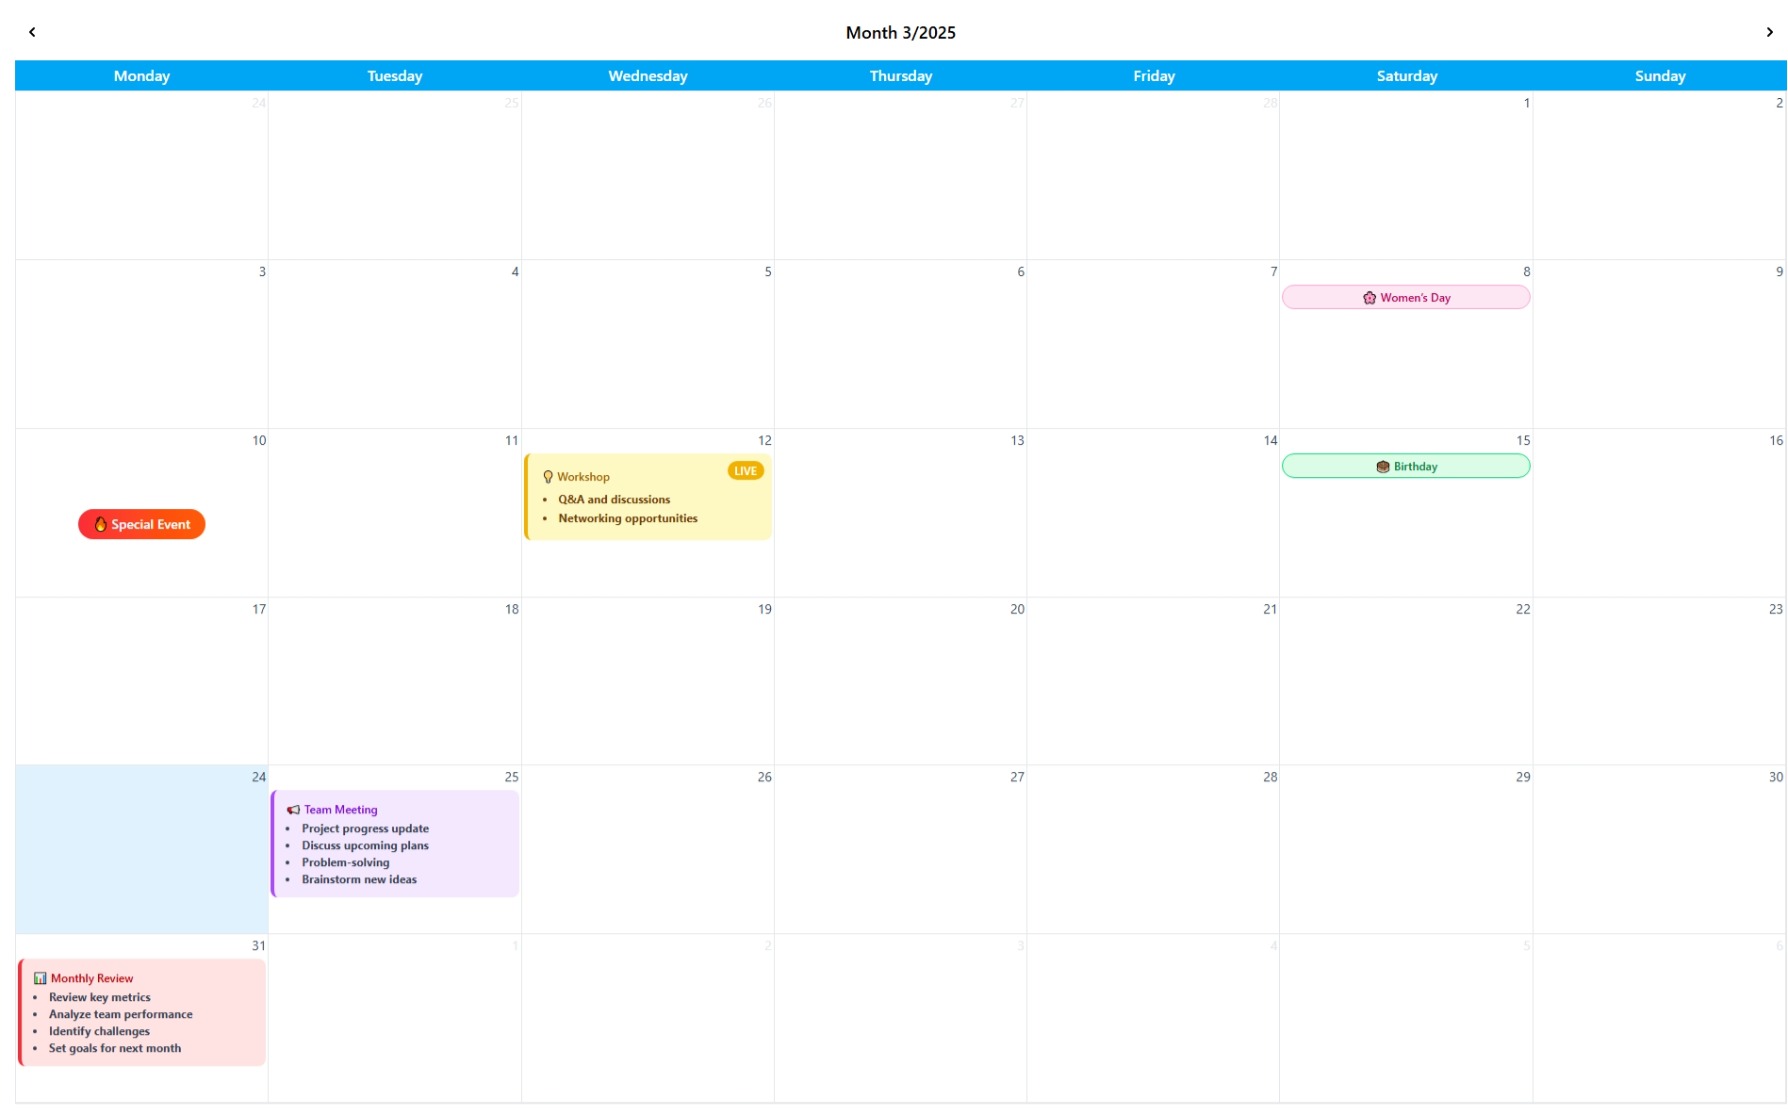 Month 3/2025
Monday Tuesday Wednesday Thursday Friday Saturday Sunday
24 25 26 27 28 1 2
3 4 5 6 7 8 9
Women's Day
10 11 12 13 14 15 16
Special Event
Workshop
LIVE
Q&A and discussions
Networking opportunities
Birthday
17 18 19 20 21 22 23
24 25 26 27 28 29 30
Team Meeting
Project progress update
Discuss upcoming plans
Problem-solving
Brainstorm new ideas
31 1 2 3 4 5 6
Monthly Review
Review key metrics
Analyze team performance
Identify challenges
Set goals for next month